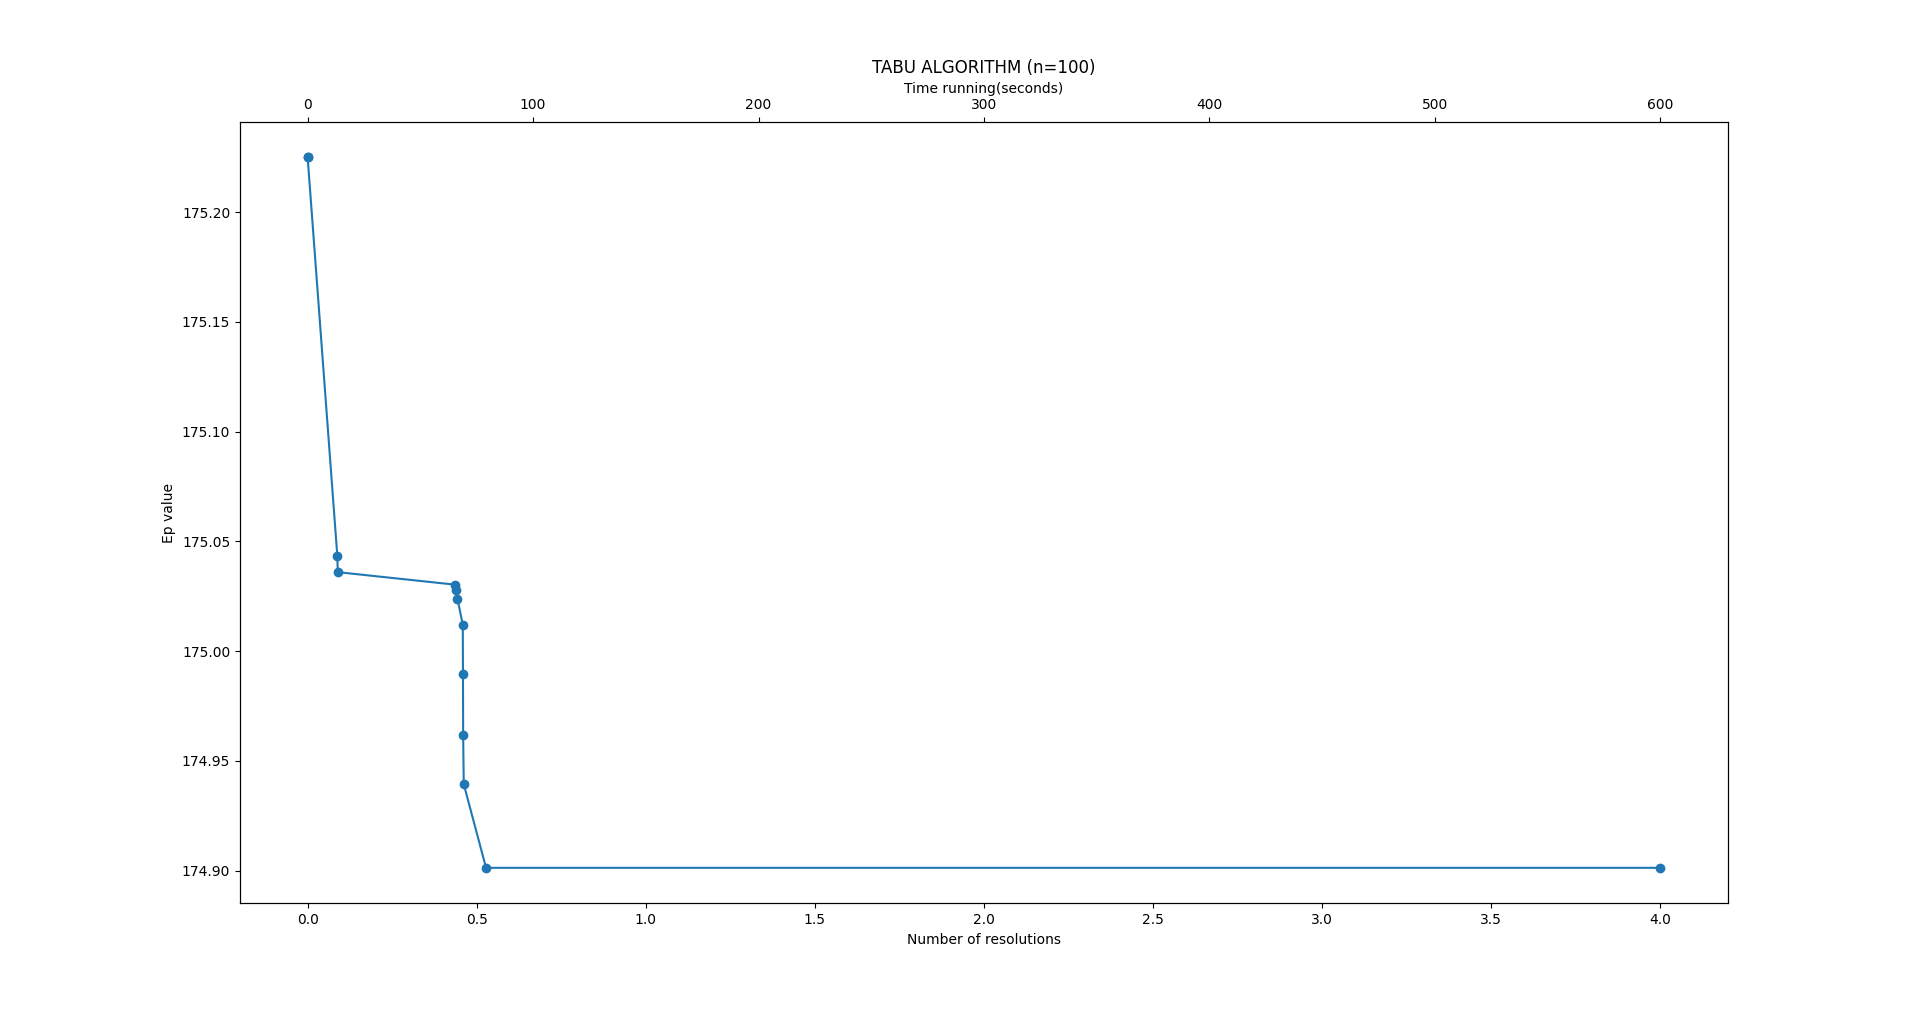 TABU ALGORITHM (n=100)
Time running(seconds)
0 100 200 300 400 500 600
175.20
175.15
175.10
175.05
175.00
174.95
174.90
Ep value
0.0 0.5 1.0 1.5 2.0 2.5 3.0 3.5 4.0
Number of resolutions